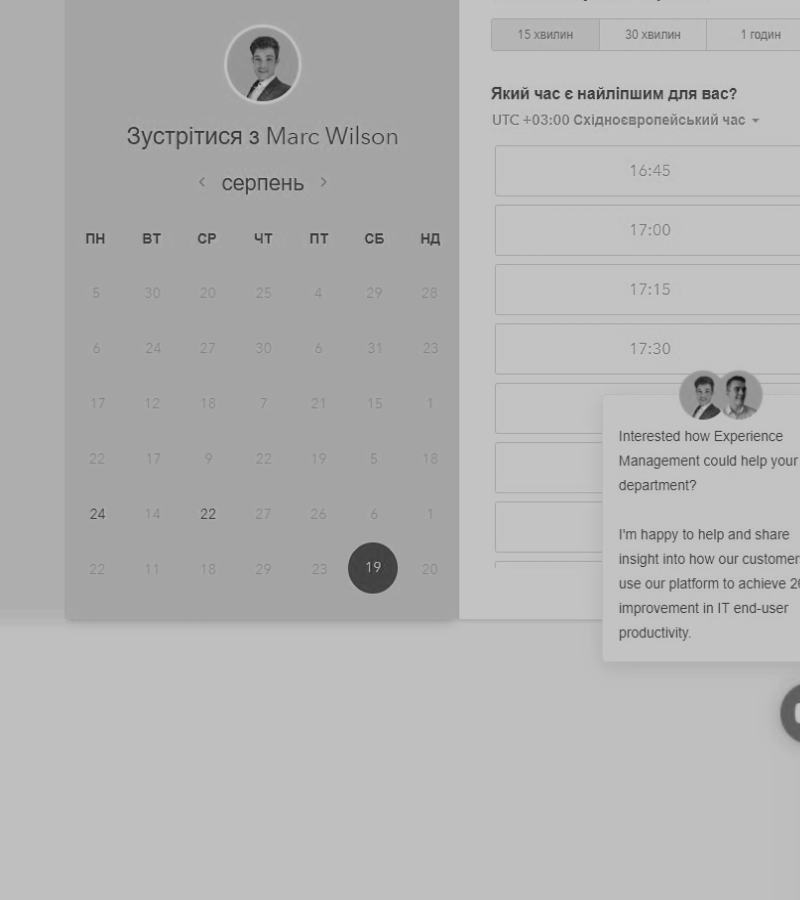 Зустрітися з Marc Wilson
‹ серпень ›
ПН ВТ СР ЧТ ПТ СБ НД
5 30 20 25 4 29 28
6 24 27 30 6 31 23
17 12 18 7 21 15 1
22 17 9 22 19 5 18
24 14 22 27 26 6 1
22 11 18 29 23 19 20
15 хвилин 30 хвилин 1 годин
Який час є найліпшим для вас?
UTC +03:00 Східноєвропейський час
16:45
17:00
17:15
17:30
Interested how Experience
Management could help your
department?
I'm happy to help and share
insight into how our customers
use our platform to achieve
improvement in IT end-user
productivity.